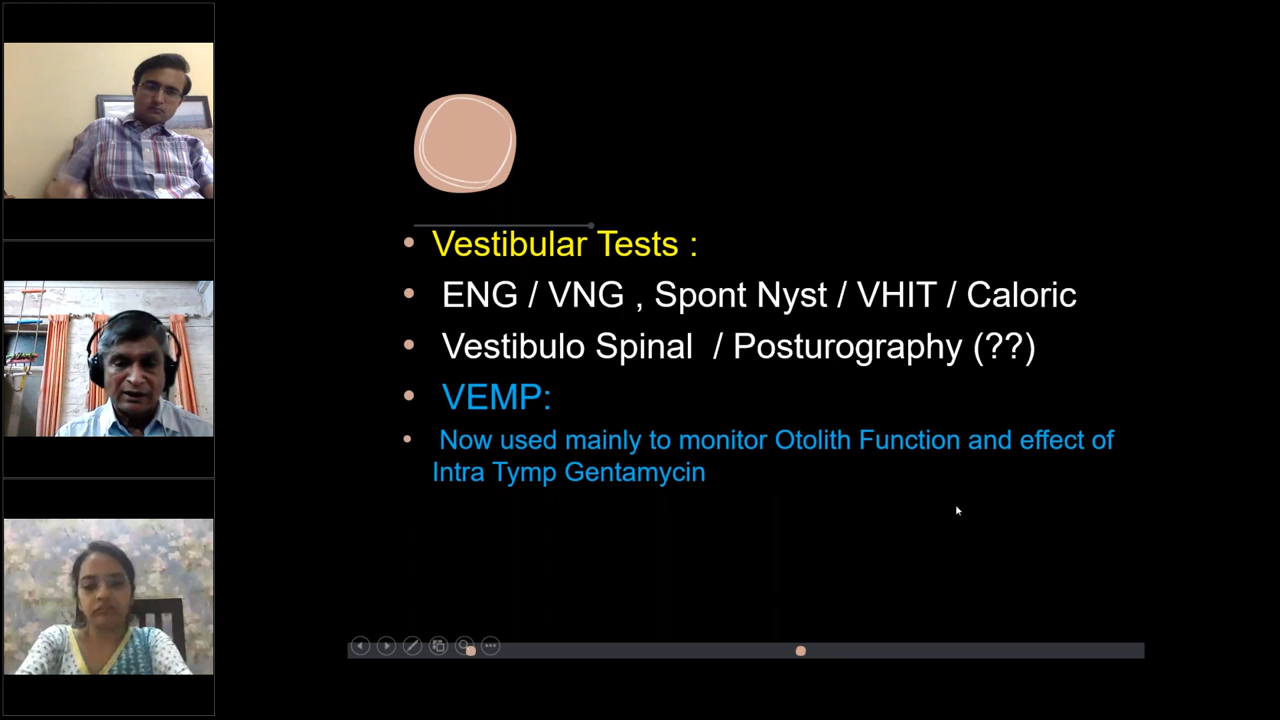 Vestibular Tests :
ENG / VNG , Spont Nyst / VHIT / Caloric
Vestibulo Spinal / Posturography (??)
VEMP:
Now used mainly to monitor Otolith Function and effect of
Intra Tymp Gentamycin